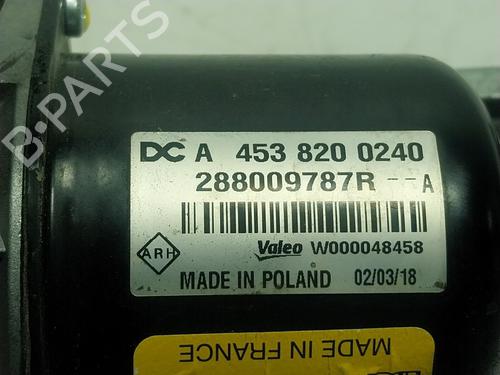 DC A 453 820 0240
288009787R -- A
ARH
Valeo W000048458
MADE IN POLAND 02/03/18
MADE IN FRANCE
B-PARTS